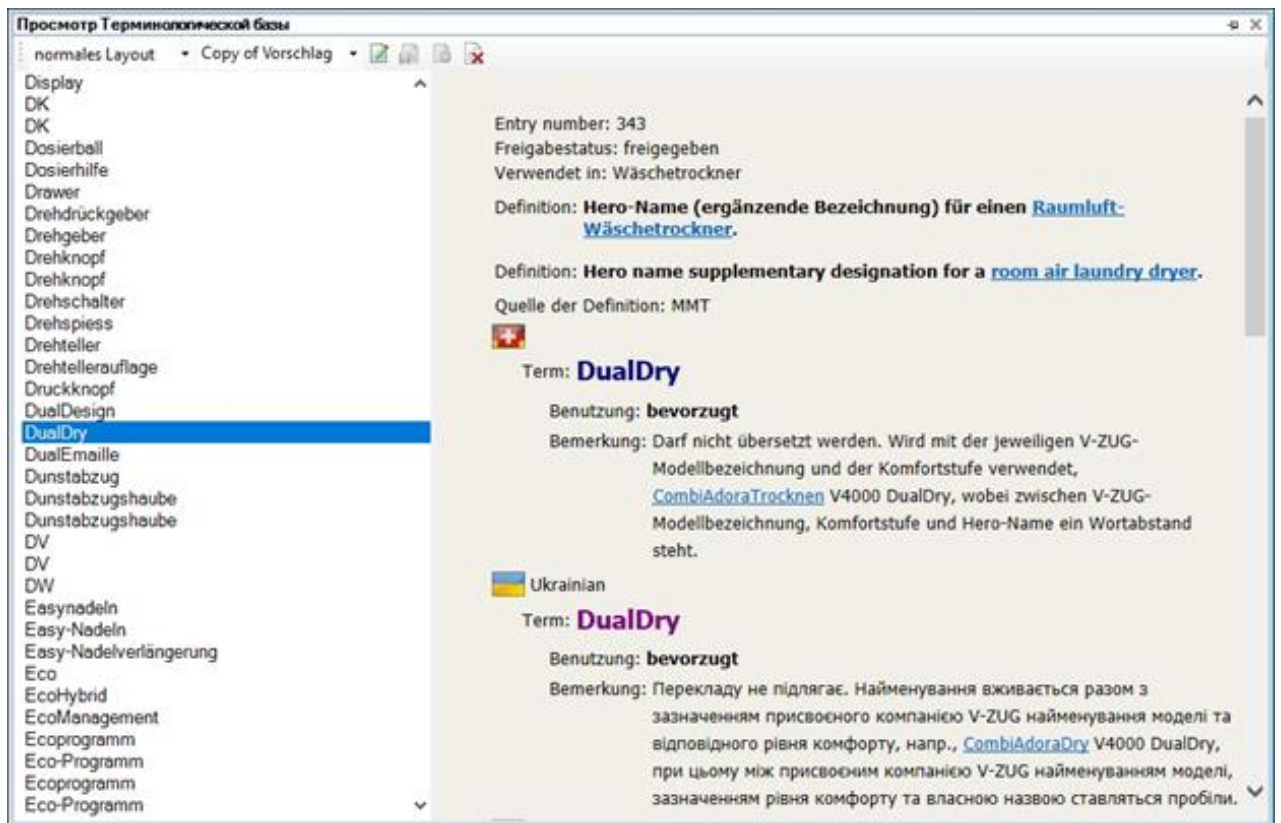 Просмотр Терминологической базы
normales Layout Copy of Vorschlag
Display
DK
DK
Dosierball
Dosierhilfe
Drawer
Drehdrückgeber
Drehgeber
Drehknopf
Drehknopf
Drehschalter
Drehspiess
Drehteller
Drehtellerauflage
Druckknopf
DualDesign
DualDry
DualEmaille
Dunstabzug
Dunstabzugshaube
Dunstabzugshaube
DV
DV
DW
Easynadeln
Easy-Nadeln
Easy-Nadelverlängerung
Eco
EcoHybrid
EcoManagement
Ecoprogramm
Eco-Programm
Ecoprogramm
Eco-Programm
Entry number: 343
Freigabestatus: freigegeben
Verwendet in: Wäschetrockner
Definition: Hero-Name (ergänzende Bezeichnung) für einen Raumluft-
Wäschetrockner.
Definition: Hero name supplementary designation for a room air laundry dryer.
Quelle der Definition: MMT
Term: DualDry
Benutzung: bevorzugt
Bemerkung: Darf nicht übersetzt werden. Wird mit der jeweiligen V-ZUG-
Modellbezeichnung und der Komfortstufe verwendet,
CombiAdoraTrocknen V4000 DualDry, wobei zwischen V-ZUG-
Modellbezeichnung, Komfortstufe und Hero-Name ein Wortabstand
steht.
Ukrainian
Term: DualDry
Benutzung: bevorzugt
Bemerkung: Перекладу не підлягає. Найменування вживається разом з
зазначенням присвоєного компанією V-ZUG найменування моделі та
відповідного рівня комфорту, напр., CombiAdoraDry V4000 DualDry,
при цьому між присвоєним компанією V-ZUG найменуванням моделі,
зазначенням рівня комфорту та власною назвою ставляться пробіли.